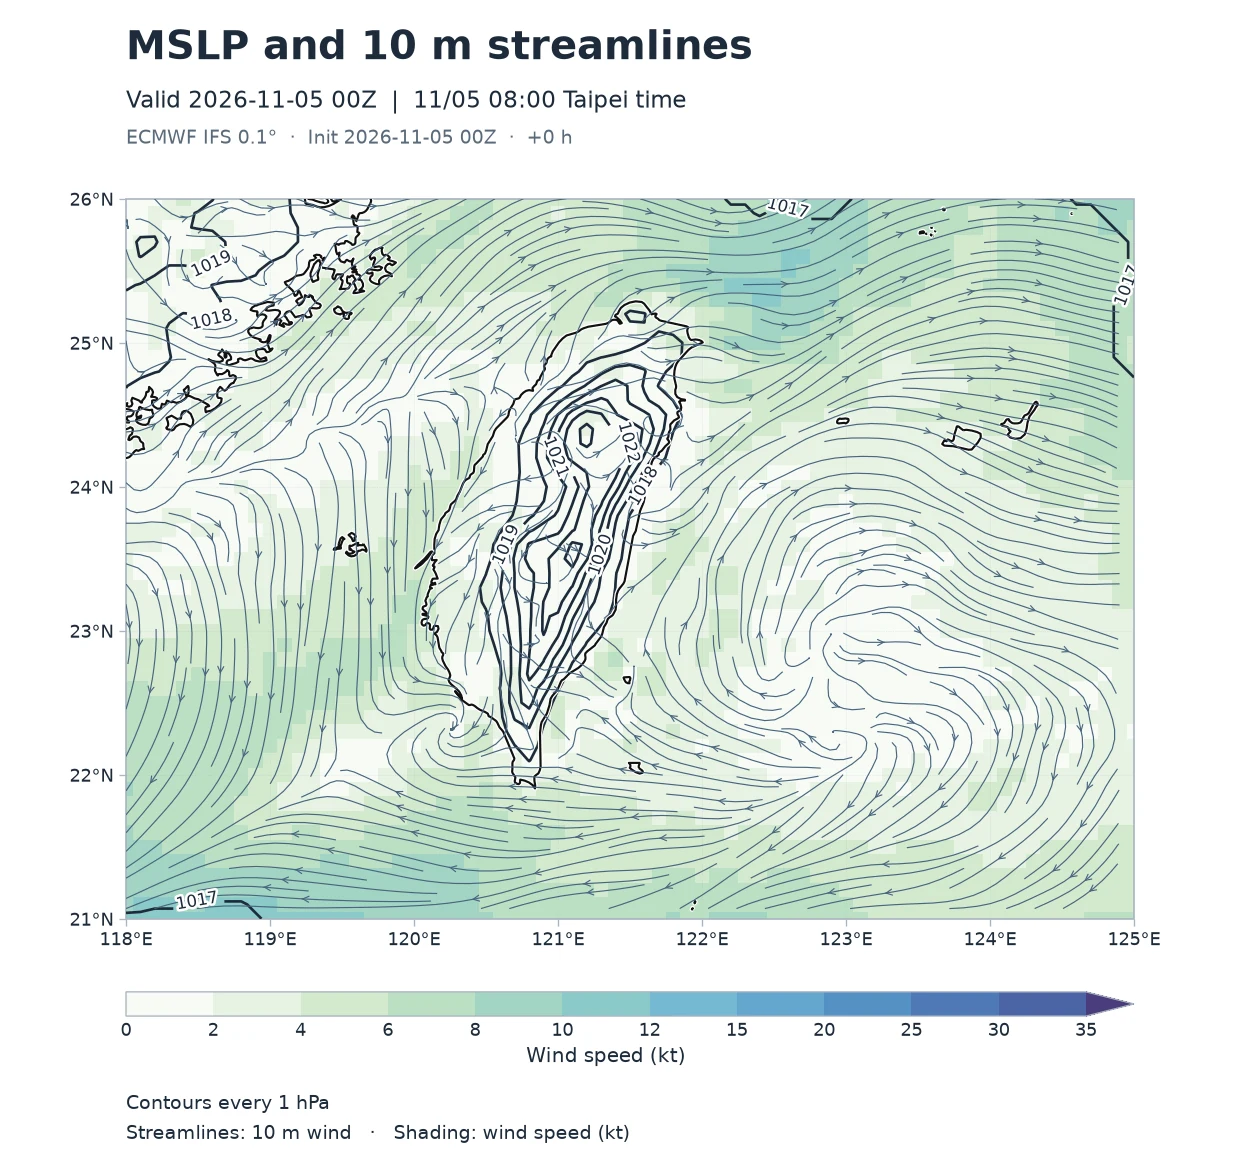 MSLP and 10 m streamlines
Valid 2026-11-05 00Z | 11/05 08:00 Taipei time
ECMWF IFS 0.1° · Init 2026-11-05 00Z · +0 h
26°N
25°N
24°N
23°N
22°N
21°N
1017
1017
1019
1018
1021
1022
1018
1019
1020
1017
118°E 119°E 120°E 121°E 122°E 123°E 124°E 125°E
0 2 4 6 8 10 12 15 20 25 30 35
Wind speed (kt)
Contours every 1 hPa
Streamlines: 10 m wind · Shading: wind speed (kt)